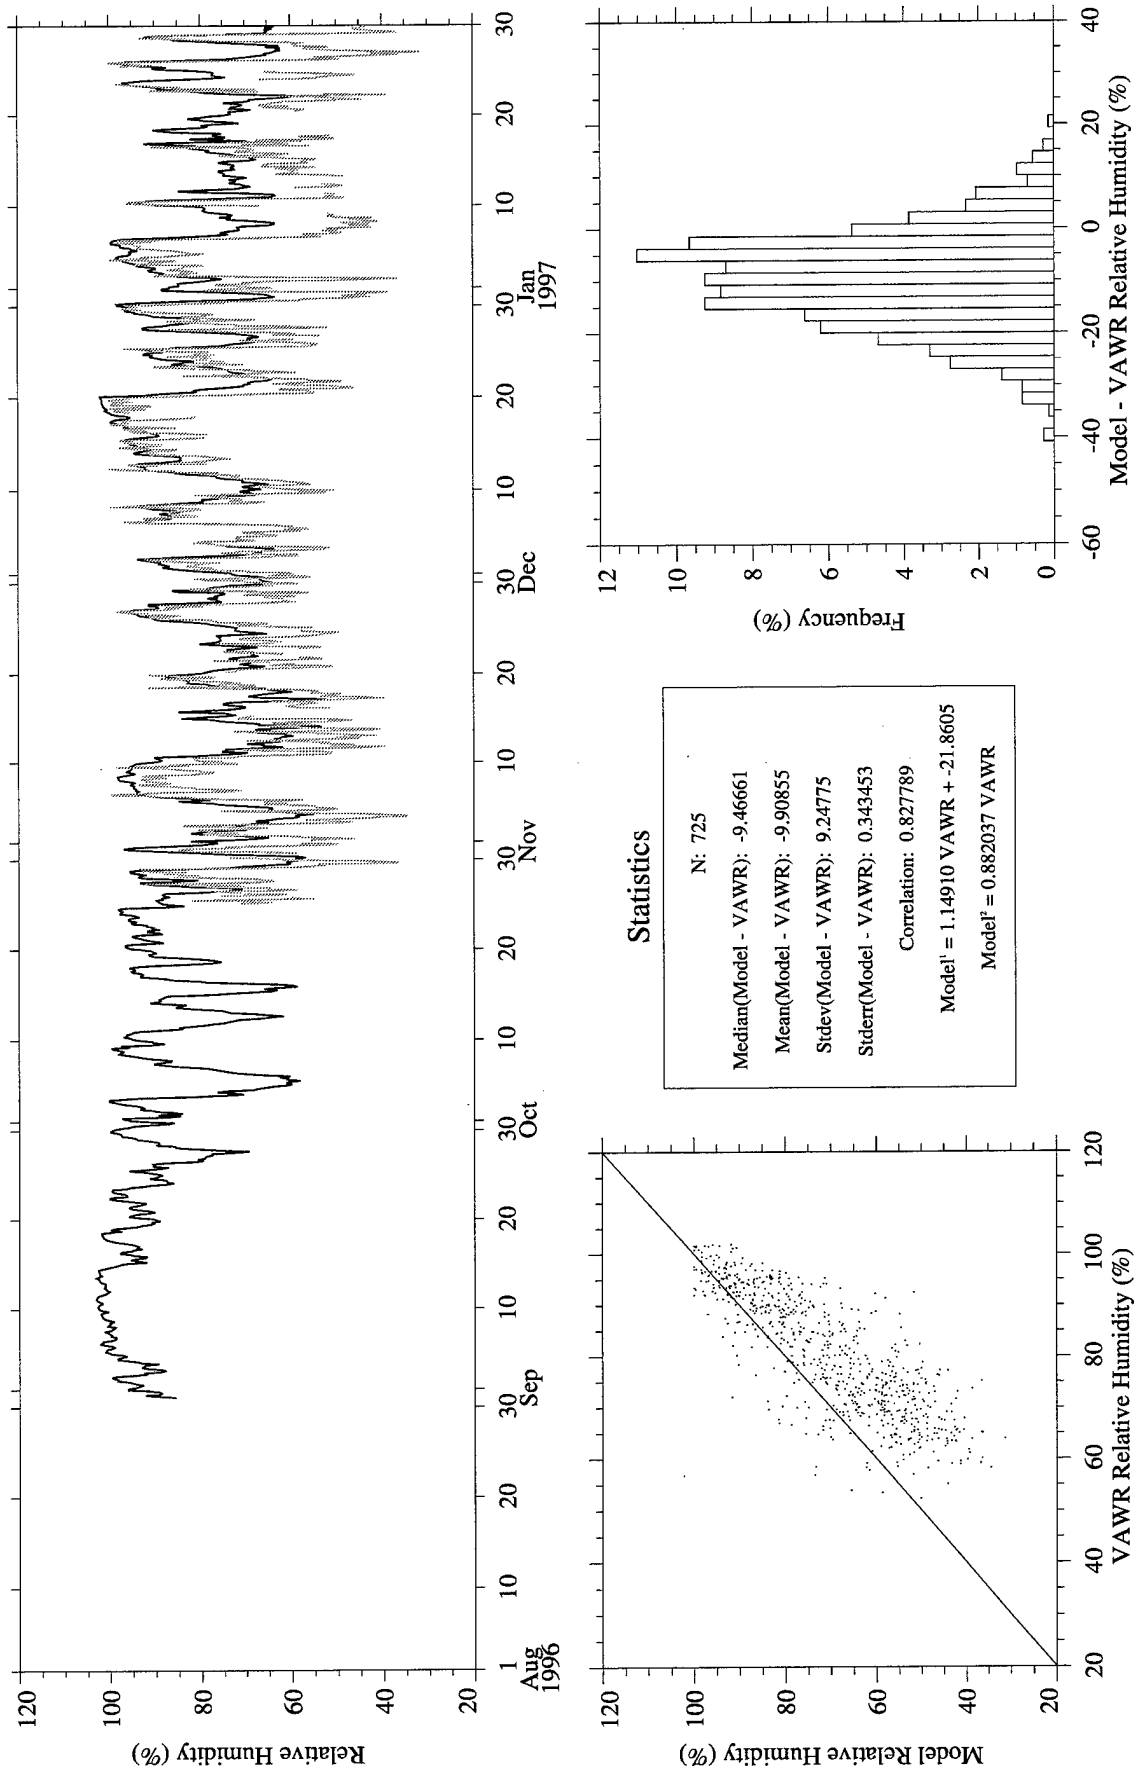 120
100
80
60
40
20
Relative Humidity (%)
1
10
20
30
10
20
30
10
20
30
10
20
30
10
20
30
10
20
30
10
20
30
Aug
1996
Sep
Oct
Nov
Dec
Jan
1997
120
100
80
60
40
20
Model Relative Humidity (%)
20
40
60
80
100
120
VAWR Relative Humidity (%)
Statistics
N: 725
Median(Model - VAWR): -9.46661
Mean(Model - VAWR): -9.90855
Stdev(Model - VAWR): 9.24775
Stderr(Model - VAWR): 0.343453
Correlation: 0.827789
Model¹ = 1.14910 VAWR + -21.8605
Model² = 0.882037 VAWR
12
10
8
6
4
2
0
Frequency (%)
-60
-40
-20
0
20
40
Model - VAWR Relative Humidity (%)